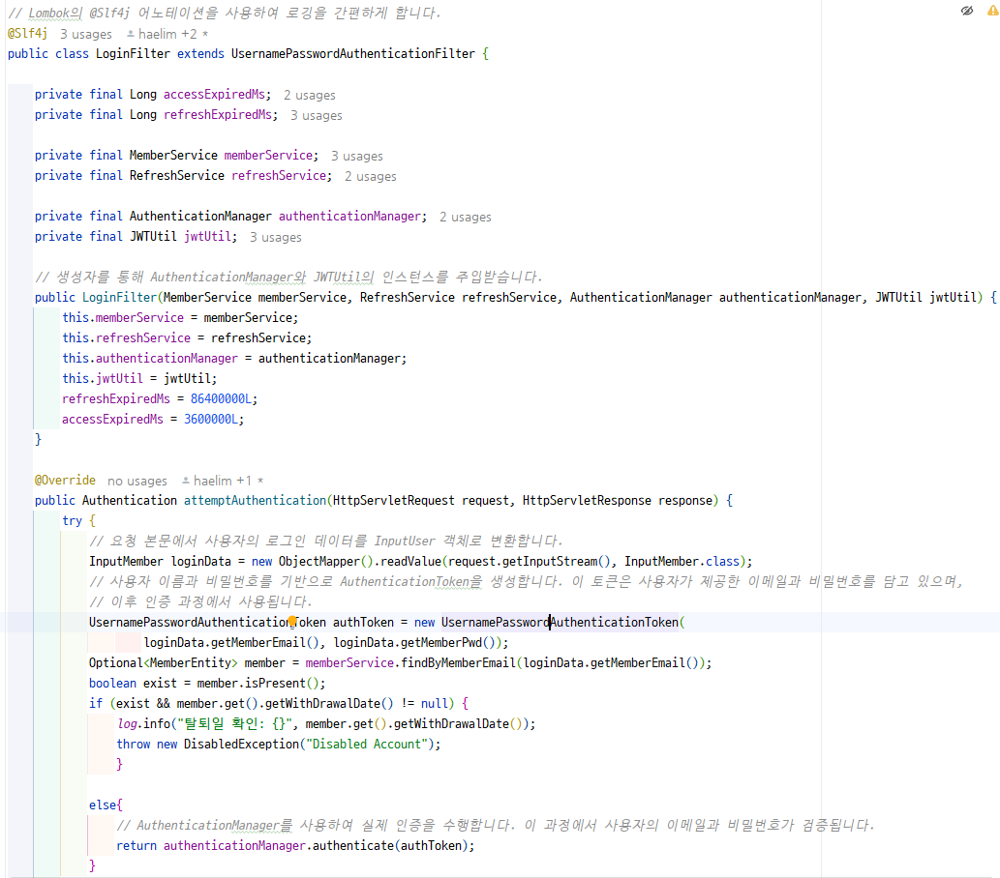 // Lombok의 @Slf4j 어노테이션을 사용하여 로깅을 간편하게 합니다.
@Slf4j 3 usages haelim +2 *
public class LoginFilter extends UsernamePasswordAuthenticationFilter {
private final Long accessExpiredMs; 2 usages
private final Long refreshExpiredMs; 3 usages
private final MemberService memberService; 3 usages
private final RefreshService refreshService; 2 usages
private final AuthenticationManager authenticationManager; 2 usages
private final JWTUtil jwtUtil; 3 usages
// 생성자를 통해 AuthenticationManager와 JWTUtil의 인스턴스를 주입받습니다.
public LoginFilter(MemberService memberService, RefreshService refreshService, AuthenticationManager authenticationManager, JWTUtil jwtUtil) {
this.memberService = memberService;
this.refreshService = refreshService;
this.authenticationManager = authenticationManager;
this.jwtUtil = jwtUtil;
refreshExpiredMs = 86400000L;
accessExpiredMs = 3600000L;
}
@Override no usages haelim +1 *
public Authentication attemptAuthentication(HttpServletRequest request, HttpServletResponse response) {
try {
// 요청 본문에서 사용자의 로그인 데이터를 InputUser 객체로 변환합니다.
InputMember loginData = new ObjectMapper().readValue(request.getInputStream(), InputMember.class);
// 사용자 이름과 비밀번호를 기반으로 AuthenticationToken을 생성합니다. 이 토큰은 사용자가 제공한 이메일과 비밀번호를 담고 있으며,
// 이후 인증 과정에서 사용됩니다.
UsernamePasswordAuthenticationToken authToken = new UsernamePasswordAuthenticationToken(
loginData.getMemberEmail(), loginData.getMemberPwd());
Optional<MemberEntity> member = memberService.findByMemberEmail(loginData.getMemberEmail());
boolean exist = member.isPresent();
if (exist && member.get().getWithDrawalDate() != null) {
log.info("탈퇴일 확인: {}", member.get().getWithDrawalDate());
throw new DisabledException("Disabled Account");
}
else{
// AuthenticationManager를 사용하여 실제 인증을 수행합니다. 이 과정에서 사용자의 이메일과 비밀번호가 검증됩니다.
return authenticationManager.authenticate(authToken);
}